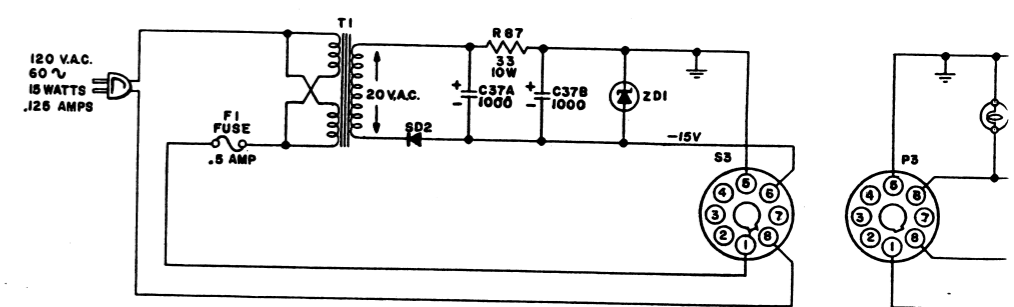 T1
120 V.A.C.
60 ~
15 WATTS
.125 AMPS
F1
FUSE
.5 AMP
20 V.A.C.
SD2
R 87
33
10W
+ C37A
- 1000
+ C37B
- 1000
ZD1
-15V
S3
5
4 6
3 7
2 8
1
P3
5
4 6
3 7
2 8
1